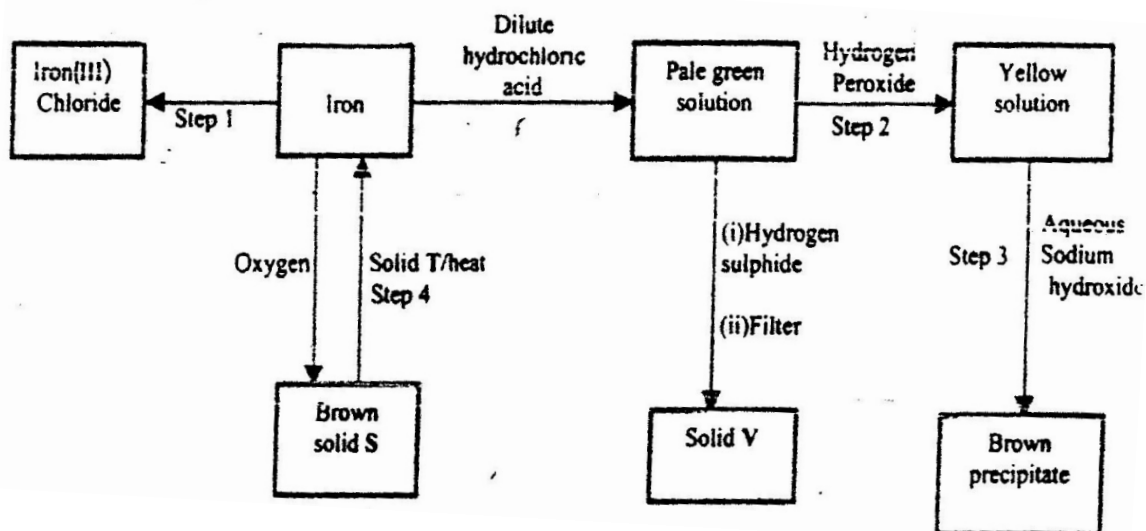 Iron(III)
Chloride
Step 1
Iron
Dilute
hydrochloric
acid
Pale green
solution
Hydrogen
Peroxide
Step 2
Yellow
solution
Oxygen
Solid T/heat
Step 4
(i)Hydrogen
sulphide
(ii)Filter
Step 3
Aqueous
Sodium
hydroxide
Brown
solid S
Solid V
Brown
precipitate